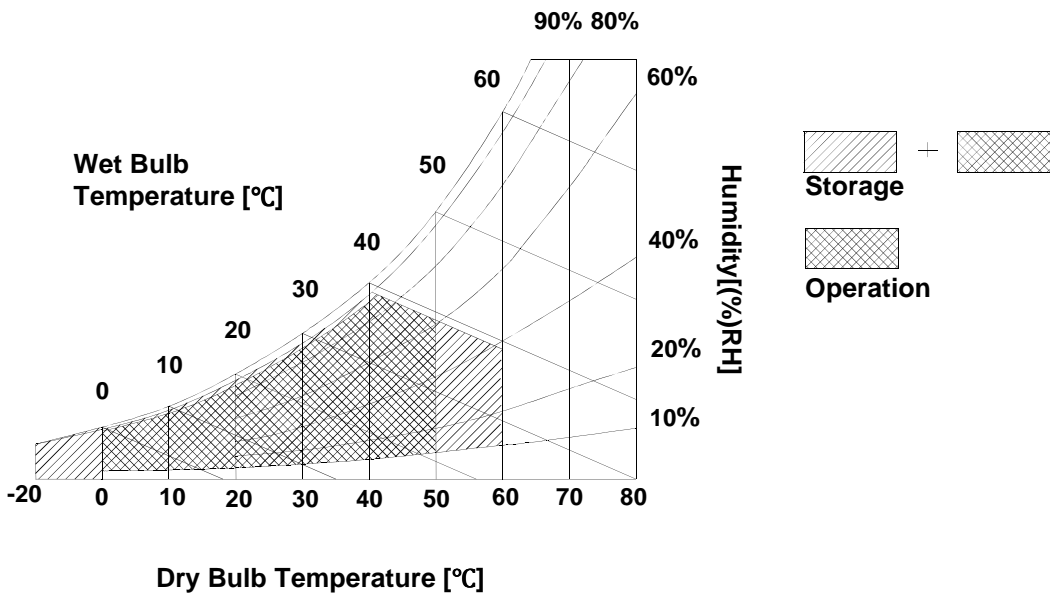 90% 80%
60
60%
50
Wet Bulb
Temperature [℃]
40
40%
30
20
20%
10
10%
0
Humidity[(%)RH]
-20 0 10 20 30 40 50 60 70 80
Dry Bulb Temperature [℃]
+
Storage
Operation